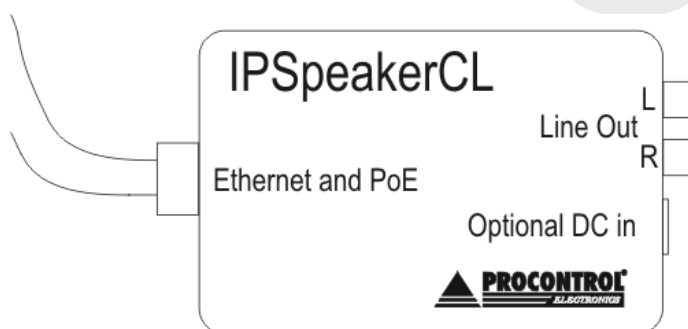 IPSpeakerCL
L
Line Out
R
Ethernet and PoE
Optional DC in
PROCONTROL
ELECTRONICS